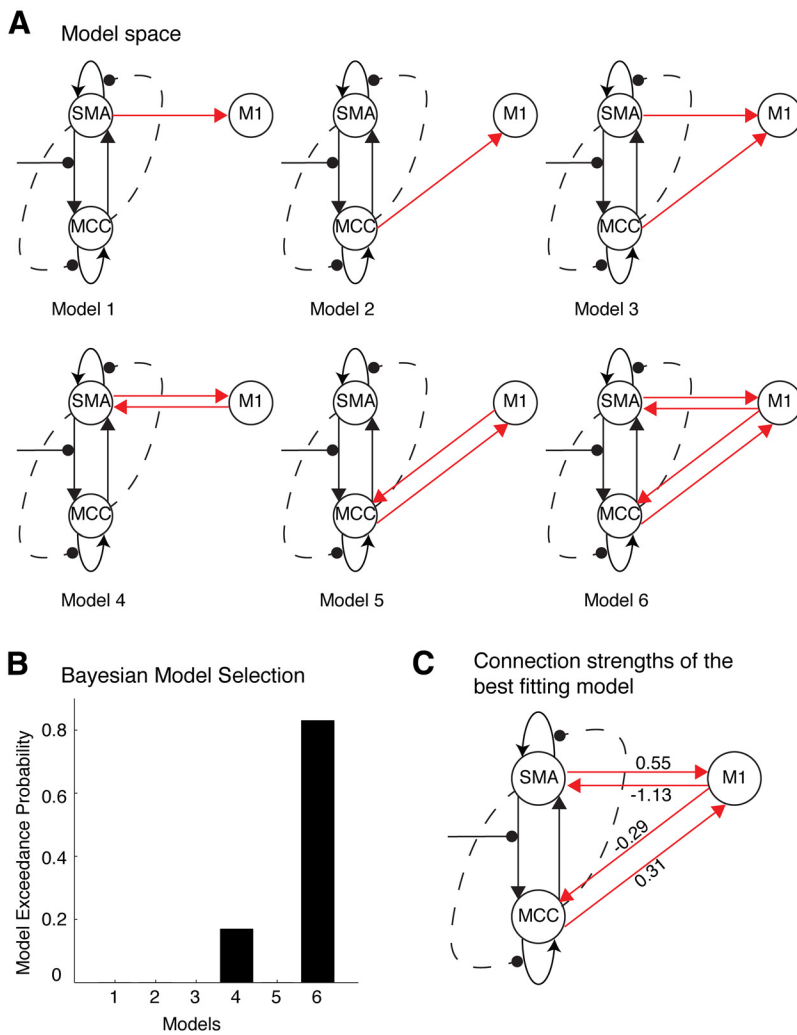 A
Model space
SMA
M1
MCC
Model 1
SMA
M1
MCC
Model 2
SMA
M1
MCC
Model 3
SMA
M1
MCC
Model 4
SMA
M1
MCC
Model 5
SMA
M1
MCC
Model 6
B
Bayesian Model Selection
Model Exceedance Probability
0.8
0.6
0.4
0.2
0
1 2 3 4 5 6
Models
C
Connection strengths of the
best fitting model
SMA
0.55
-1.13
M1
-0.29
0.31
MCC